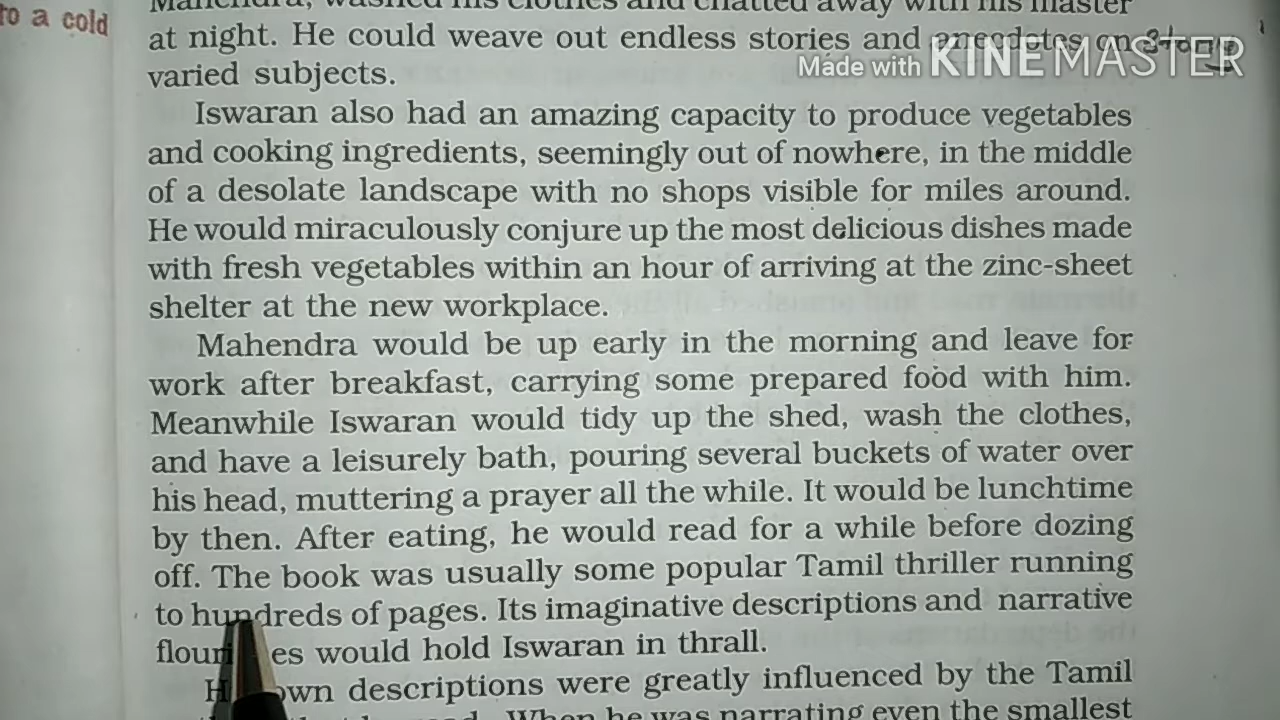 to a cold
Mahendra, washed his clothes and chatted away with his master
at night. He could weave out endless stories and anecdotes on
varied subjects.
Made with KINEMASTER
Iswaran also had an amazing capacity to produce vegetables
and cooking ingredients, seemingly out of nowhere, in the middle
of a desolate landscape with no shops visible for miles around.
He would miraculously conjure up the most delicious dishes made
with fresh vegetables within an hour of arriving at the zinc-sheet
shelter at the new workplace.
Mahendra would be up early in the morning and leave for
work after breakfast, carrying some prepared food with him.
Meanwhile Iswaran would tidy up the shed, wash the clothes,
and have a leisurely bath, pouring several buckets of water over
his head, muttering a prayer all the while. It would be lunchtime
by then. After eating, he would read for a while before dozing
off. The book was usually some popular Tamil thriller running
to hundreds of pages. Its imaginative descriptions and narrative
flourishes would hold Iswaran in thrall.
own descriptions were greatly influenced by the Tamil
When he was narrating even the smallest